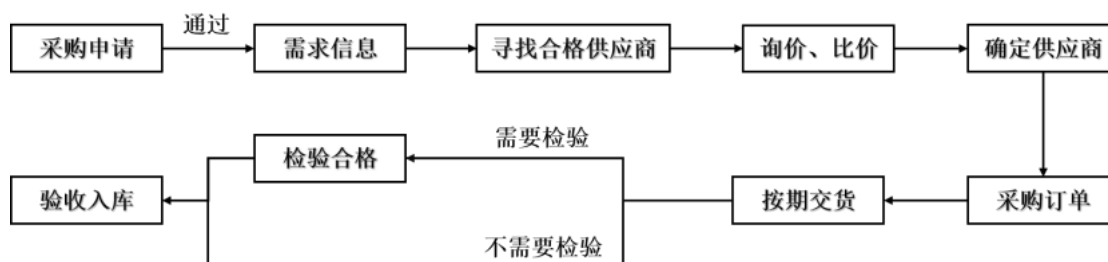 通过
采购申请
需求信息
寻找合格供应商
询价、比价
确定供应商
需要检验
检验合格
验收入库
按期交货
采购订单
不需要检验